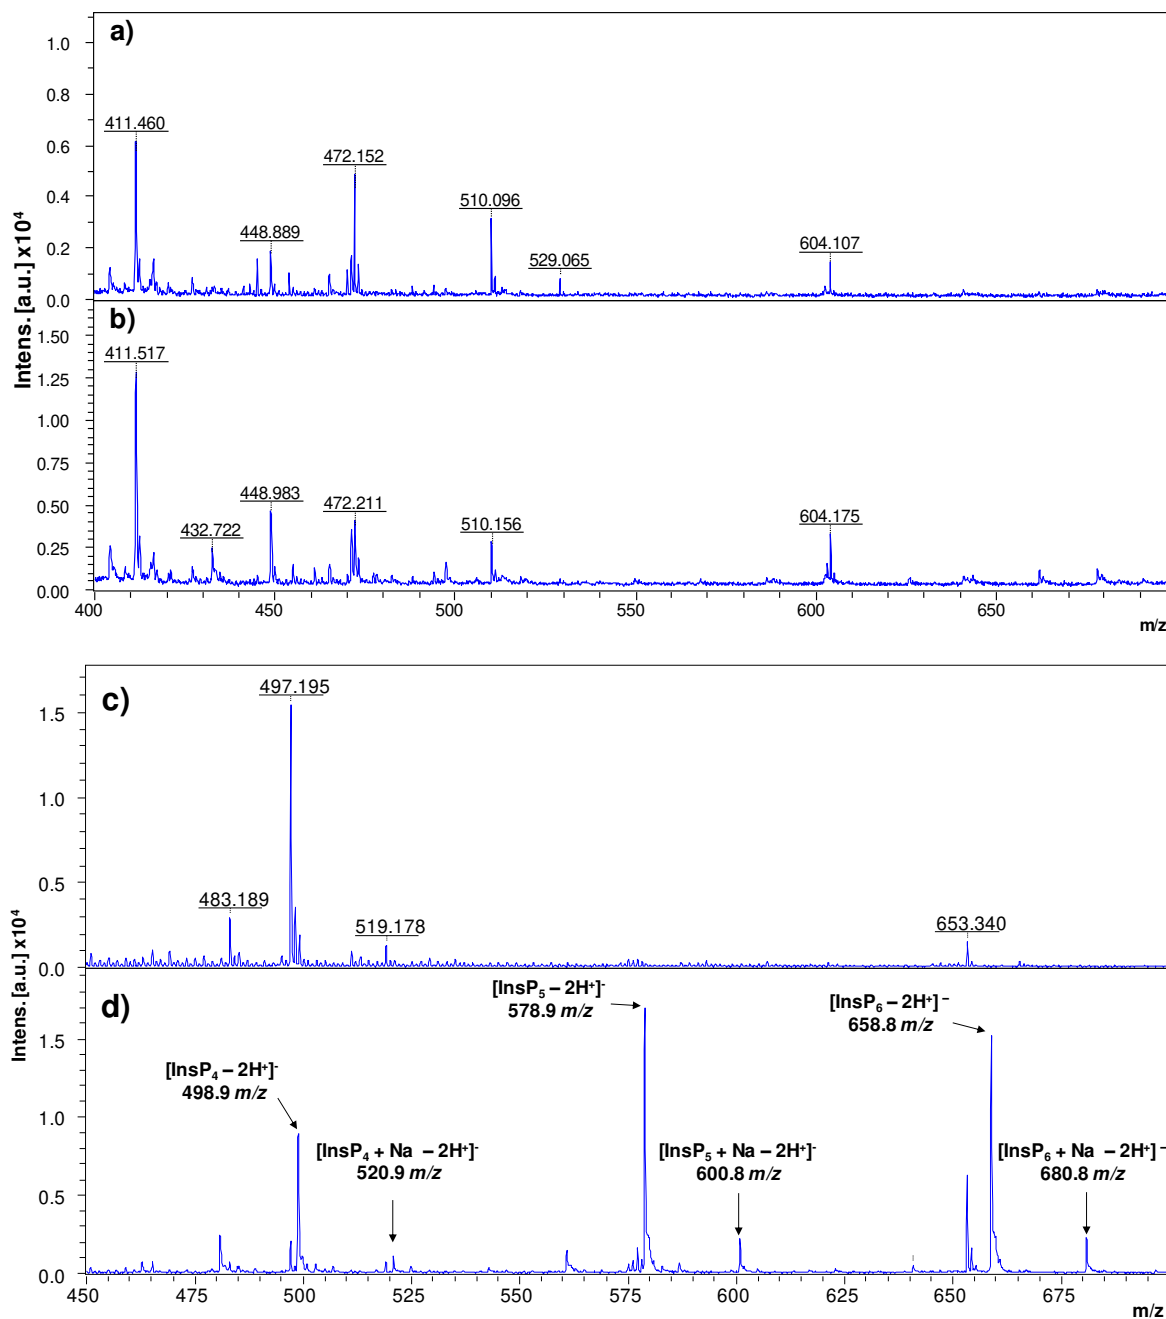 a)
1.0
0.8
0.6
0.4
0.2
0.0
411.460
448.889
472.152
510.096
529.065
604.107
Intens. [a.u.] x10⁴
b)
1.50
1.25
1.00
0.75
0.50
0.25
0.00
411.517
432.722
448.983
472.211
510.156
604.175
400 450 500 550 600 650
m/z
c)
1.5
1.0
0.5
0.0
483.189
497.195
519.178
653.340
Intens. [a.u.] x10⁴
d)
1.5
1.0
0.5
0.0
[InsP₄ – 2H⁺]⁻
498.9 m/z
[InsP₄ + Na – 2H⁺]⁻
520.9 m/z
[InsP₅ – 2H⁺]⁻
578.9 m/z
[InsP₅ + Na – 2H⁺]⁻
600.8 m/z
[InsP₆ – 2H⁺]⁻
658.8 m/z
[InsP₆ + Na – 2H⁺]⁻
680.8 m/z
450 475 500 525 550 575 600 625 650 675
m/z